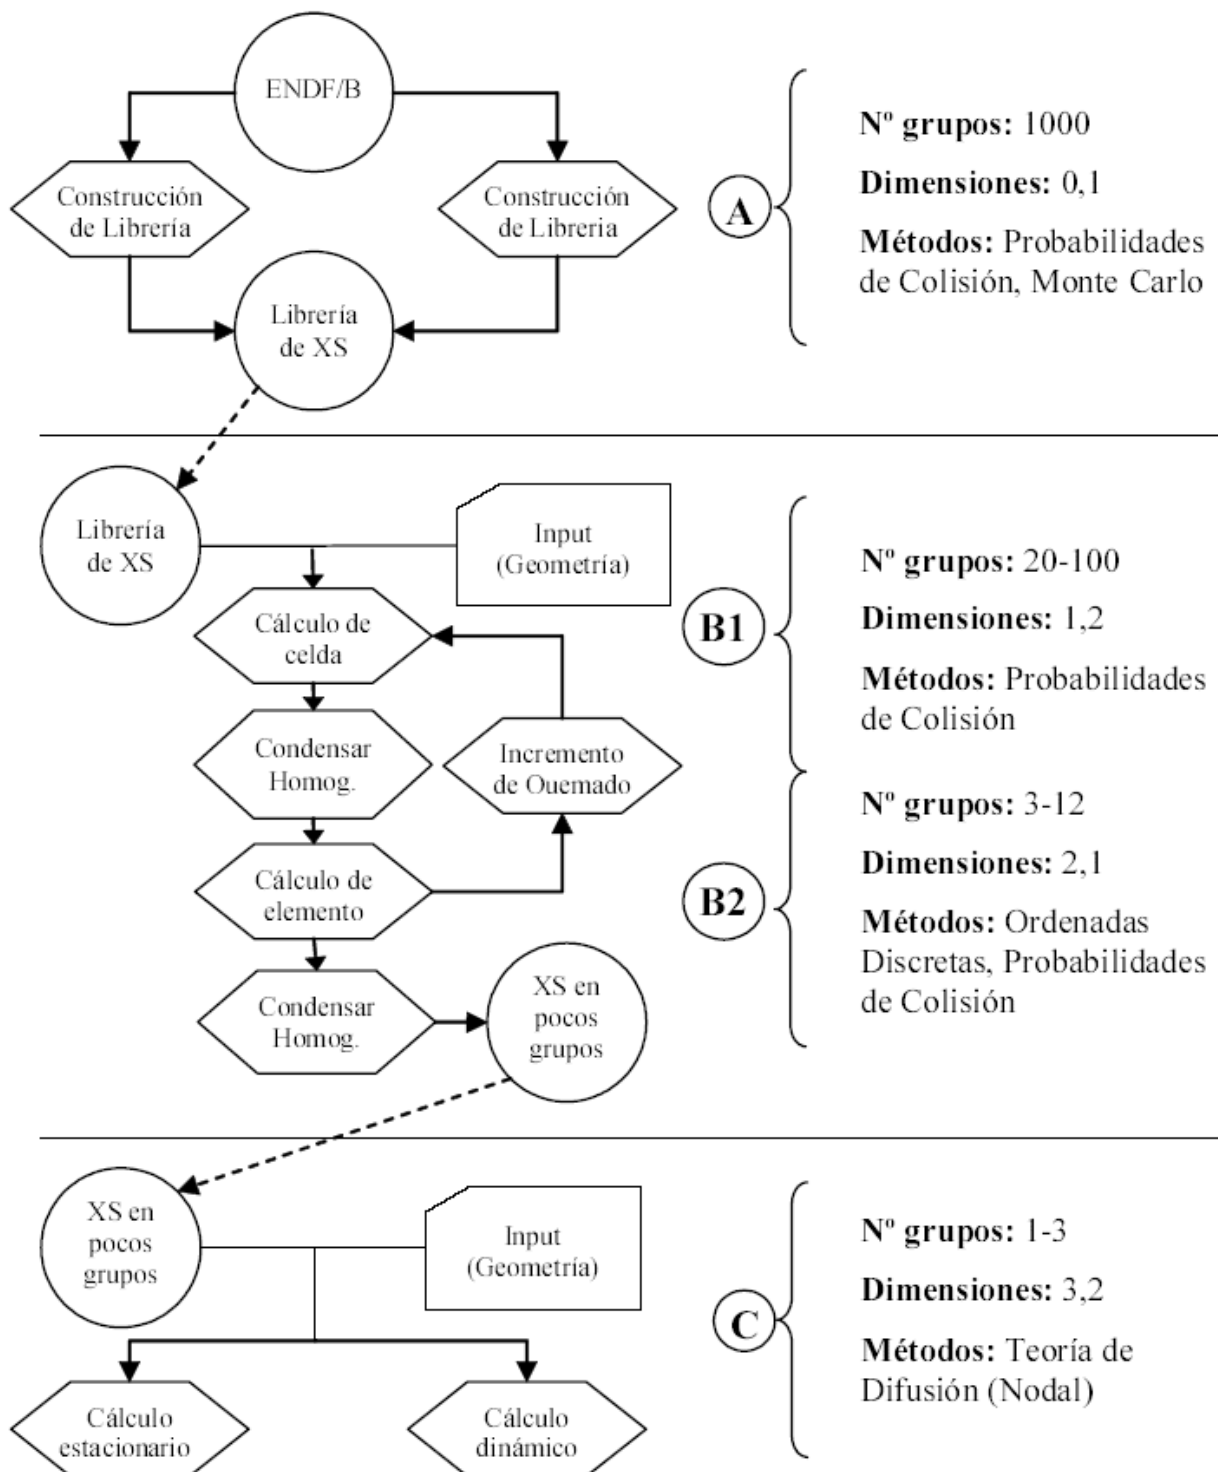 ENDF/B
Construcción
de Librería
Construcción
de Libreria
Librería
de XS
A
Nº grupos: 1000
Dimensiones: 0,1
Métodos: Probabilidades
de Colisión, Monte Carlo
Librería
de XS
Input
(Geometría)
Cálculo de
celda
Condensar
Homog.
Incremento
de Ouemado
Cálculo de
elemento
Condensar
Homog.
XS en
pocos
grupos
B1
Nº grupos: 20-100
Dimensiones: 1,2
Métodos: Probabilidades
de Colisión
B2
Nº grupos: 3-12
Dimensiones: 2,1
Métodos: Ordenadas
Discretas, Probabilidades
de Colisión
XS en
pocos
grupos
Input
(Geometría)
Cálculo
estacionario
Cálculo
dinámico
C
Nº grupos: 1-3
Dimensiones: 3,2
Métodos: Teoría de
Difusión (Nodal)